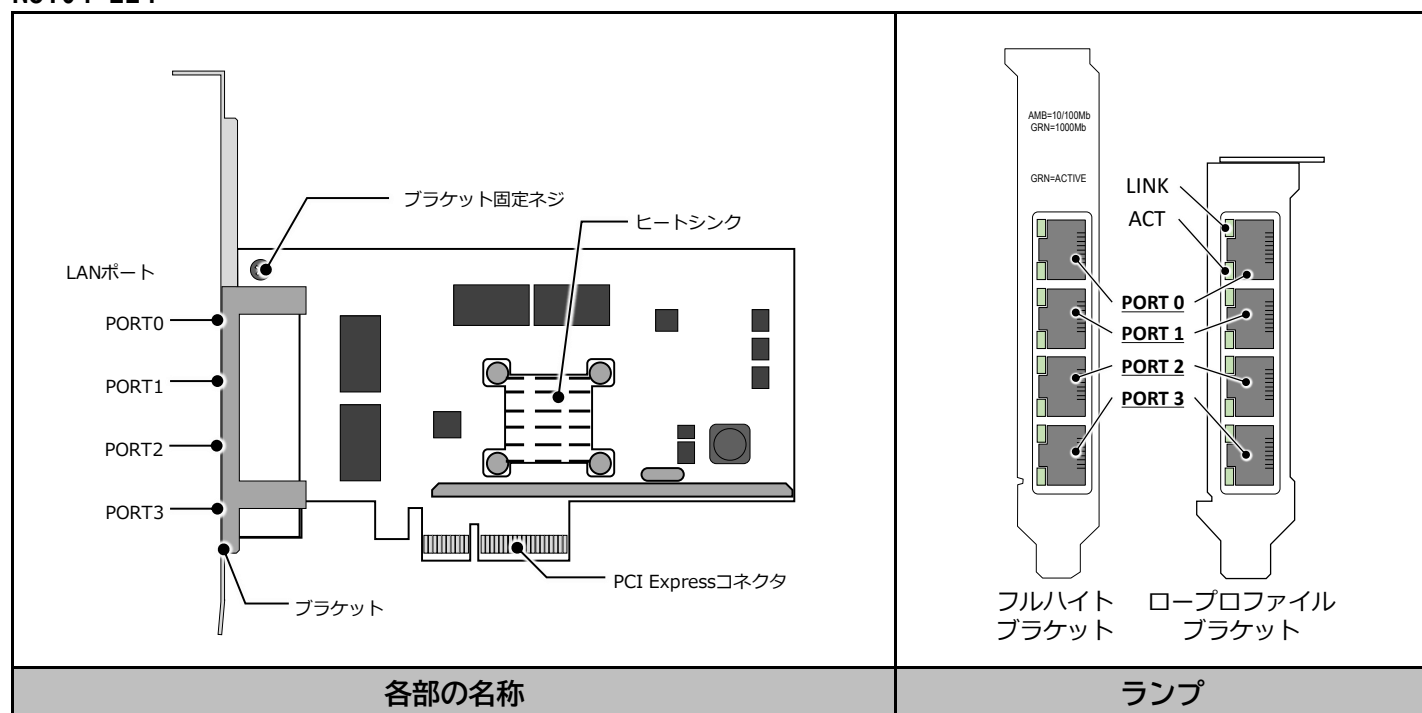 ブラケット固定ネジ
ヒートシンク
LANポート
PORT0
PORT1
PORT2
PORT3
PCI Expressコネクタ
ブラケット
各部の名称
AMB=10/100Mb
GRN=1000Mb
GRN=ACTIVE
LINK
ACT
PORT 0
PORT 1
PORT 2
PORT 3
フルハイト
ブラケット
ロープロファイル
ブラケット
ランプ